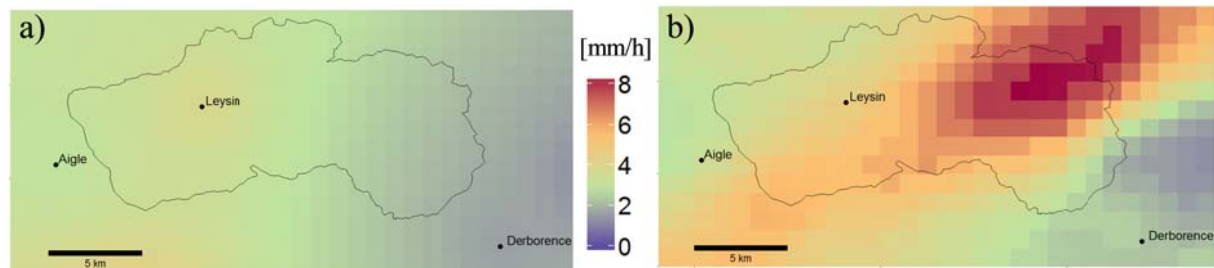 a)
Leysin
Aigle
Derborence
5 km
[mm/h]
8
6
4
2
0
b)
Leysin
Aigle
Derborence
5 km